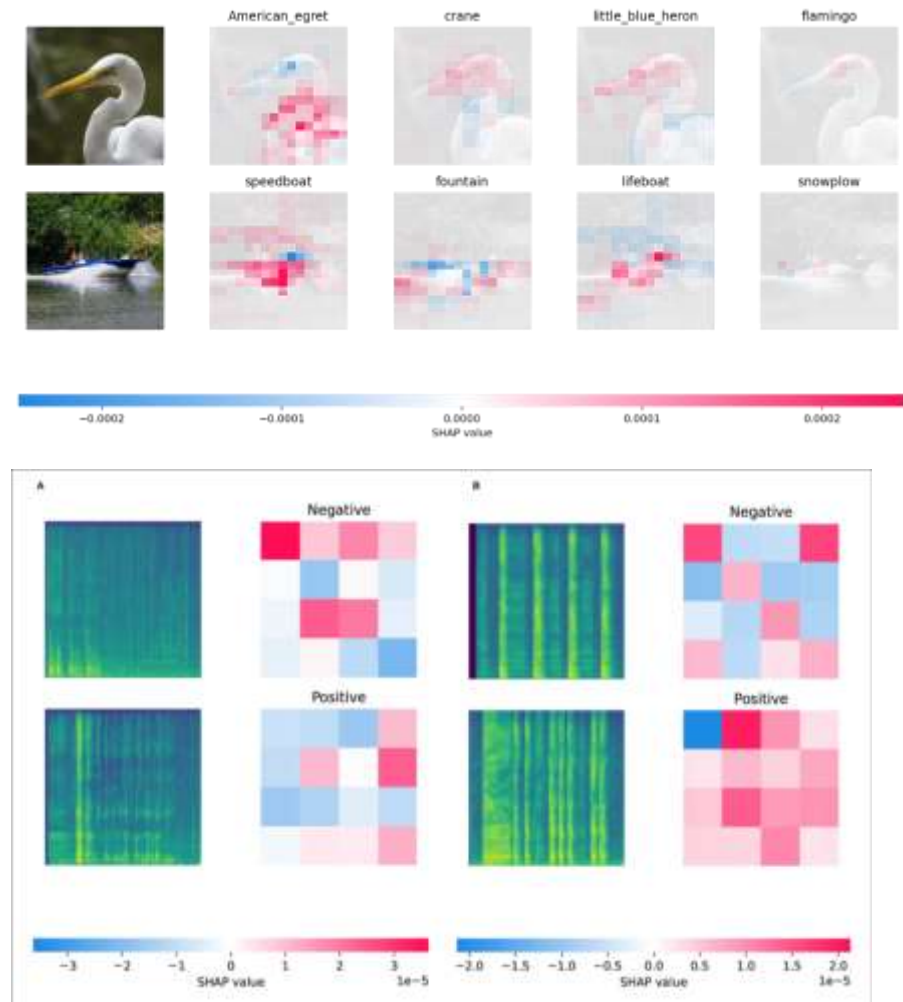 American_egret crane little_blue_heron flamingo
speedboat fountain lifeboat snowplow
−0.0002 −0.0001 0.0000 0.0001 0.0002
SHAP value
A B
Negative Negative
Positive Positive
−3 −2 −1 0 1 2 3 −2.0 −1.5 −1.0 −0.5 0.0 0.5 1.0 1.5 2.0
SHAP value 1e−5 SHAP value 1e−5